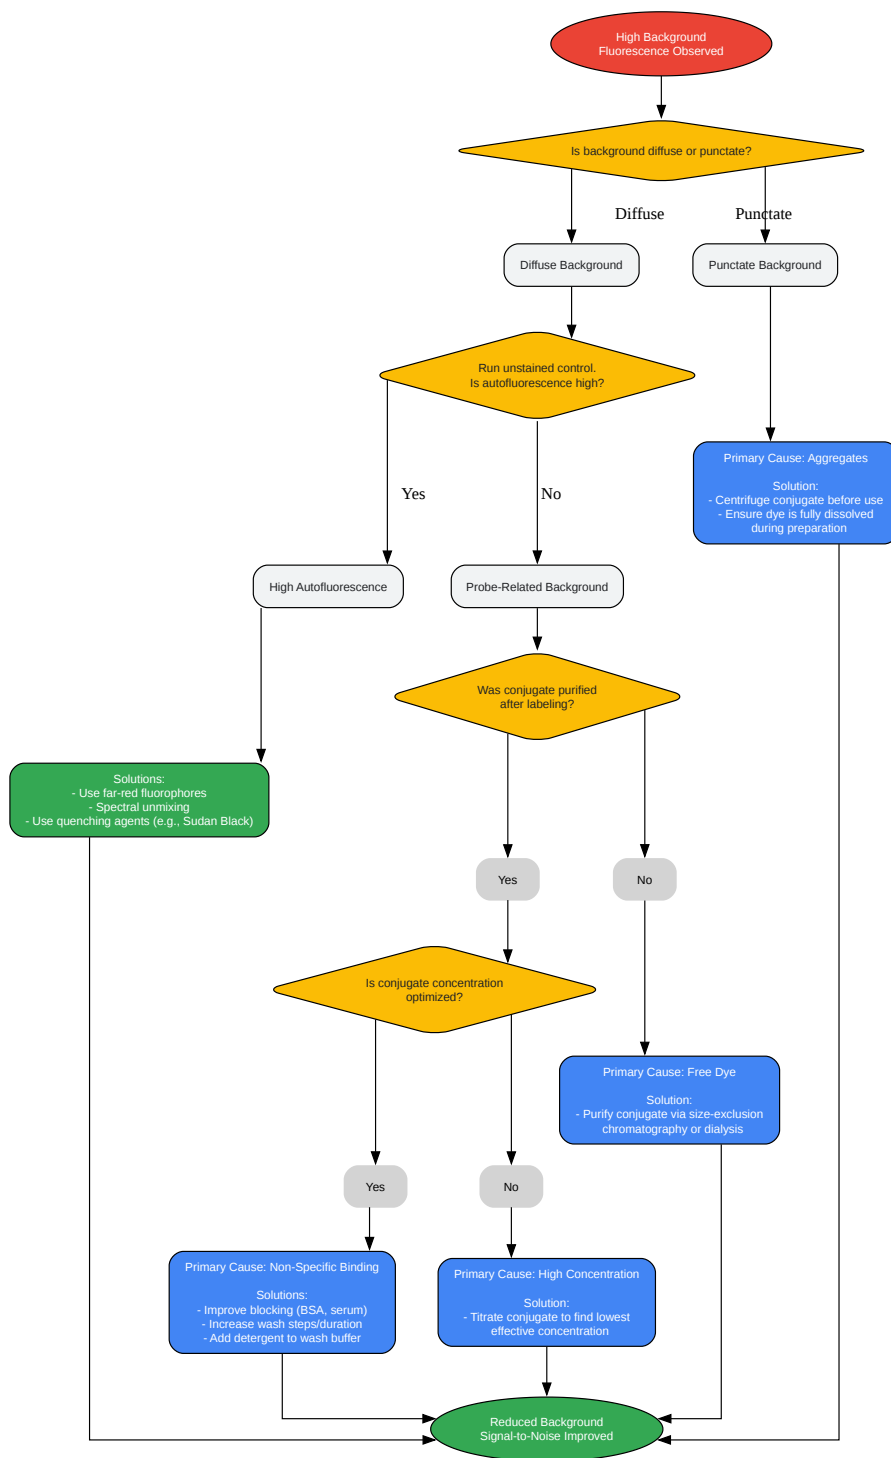 High Background
Fluorescence Observed
Is background diffuse or punctate?
Diffuse
Punctate
Diffuse Background
Punctate Background
Run unstained control.
Is autofluorescence high?
Primary Cause: Aggregates
Solution:
- Centrifuge conjugate before use
- Ensure dye is fully dissolved
during preparation
Yes
No
High Autofluorescence
Probe-Related Background
Was conjugate purified
after labeling?
Solutions:
- Use far-red fluorophores
- Spectral unmixing
- Use quenching agents (e.g., Sudan Black)
Yes
No
Is conjugate concentration
optimized?
Primary Cause: Free Dye
Solution:
- Purify conjugate via size-exclusion
chromatography or dialysis
Yes
No
Primary Cause: Non-Specific Binding
Solutions:
- Improve blocking (BSA, serum)
- Increase wash steps/duration
- Add detergent to wash buffer
Primary Cause: High Concentration
Solution:
- Titrate conjugate to find lowest
effective concentration
Reduced Background
Signal-to-Noise Improved